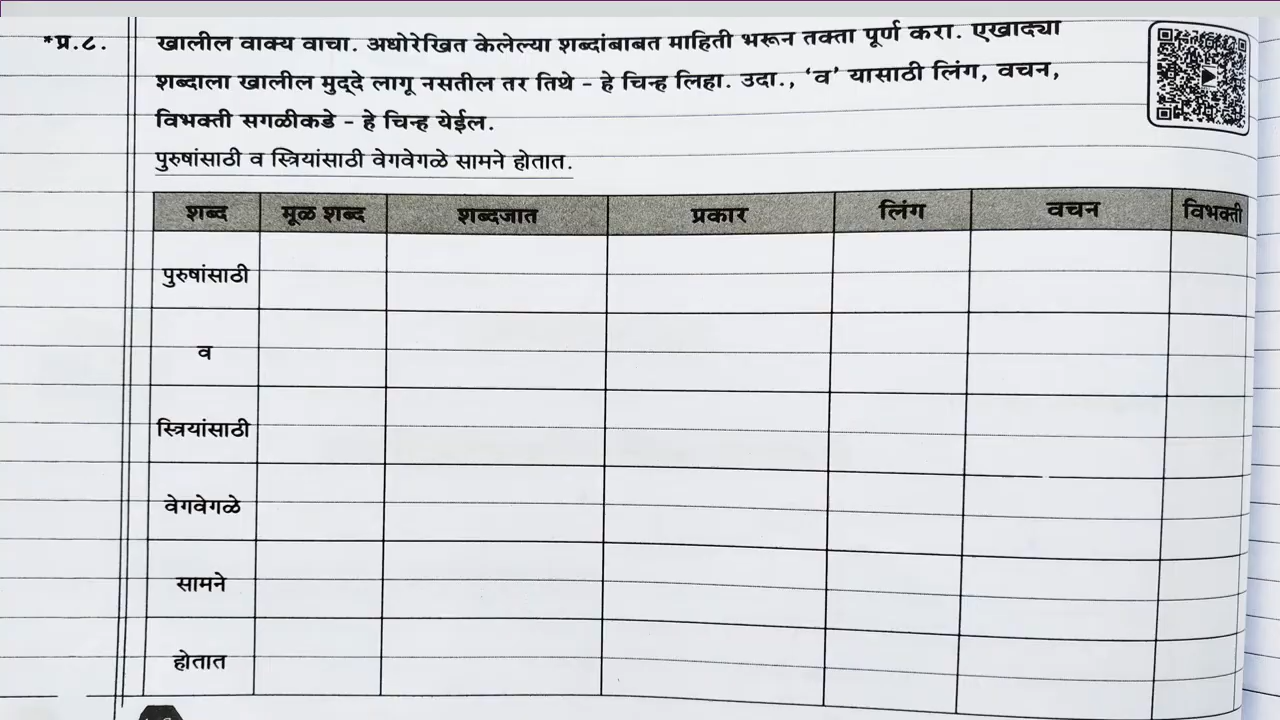 *प्र.८. खालील वाक्य वाचा. अधोरेखित केलेल्या शब्दांबाबत माहिती भरून तक्ता पूर्ण करा. एखाद्या
शब्दाला खालील मुद्‌दे लागू नसतील तर तिथे – हे चिन्ह लिहा. उदा., ‘व’ यासाठी लिंग, वचन,
विभक्ती सगळीकडे – हे चिन्ह येईल.
पुरुषांसाठी व स्त्रियांसाठी वेगवेगळे सामने होतात.
शब्द मूळ शब्द शब्दजात प्रकार लिंग वचन विभक्ती
पुरुषांसाठी
व
स्त्रियांसाठी
वेगवेगळे
सामने
होतात